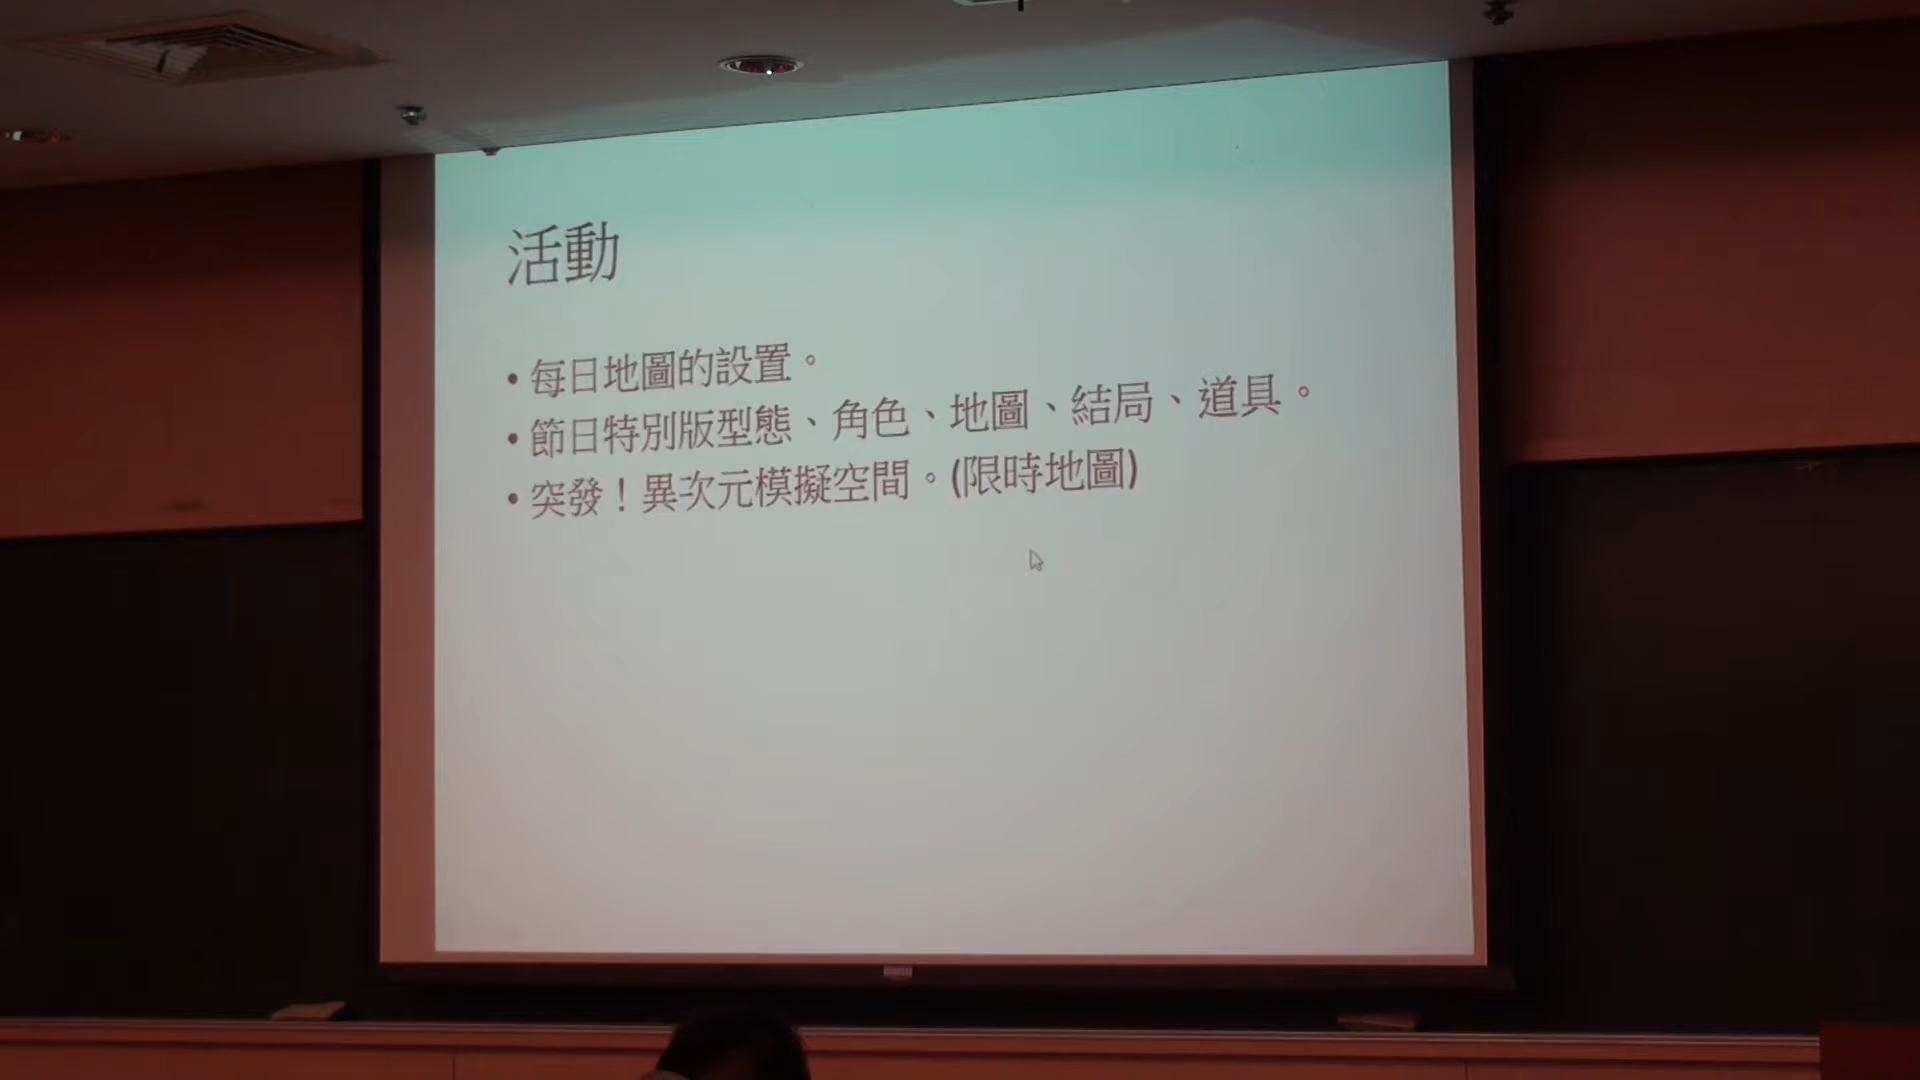 活動
• 每日地圖的設置。
• 節日特別版型態、角色、地圖、結局、道具。
• 突發！異次元模擬空間。(限時地圖)